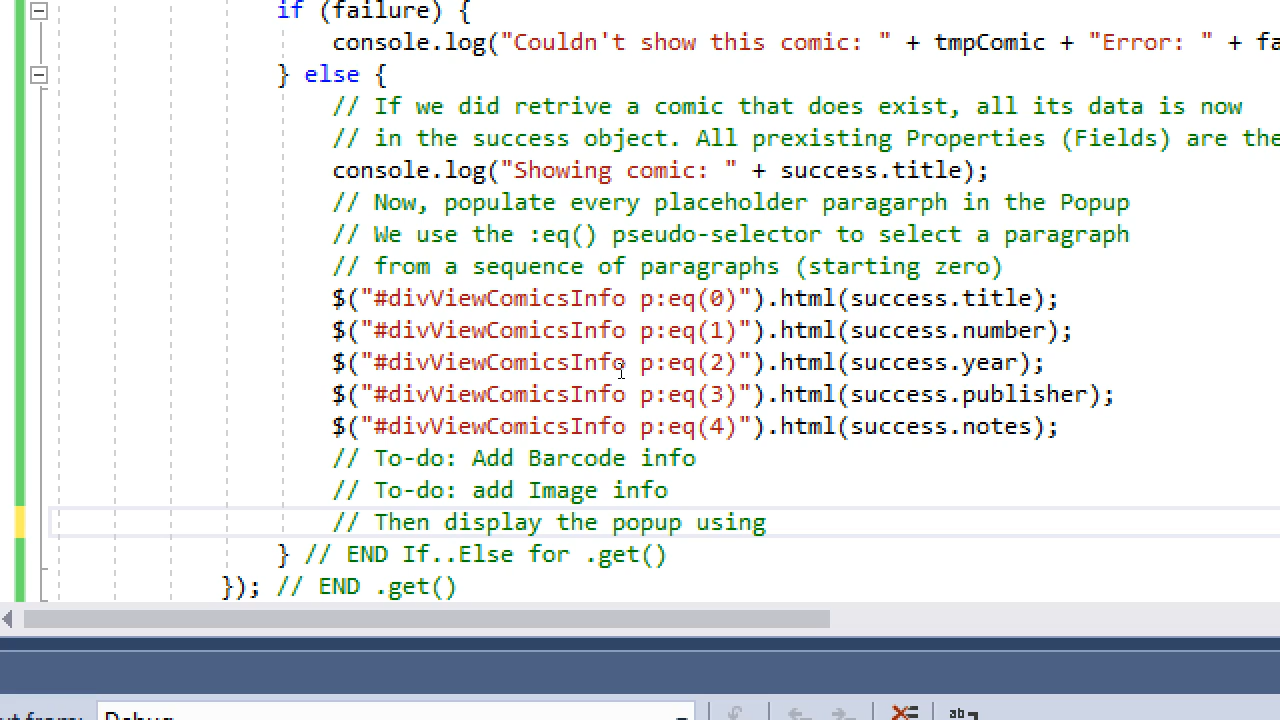 if (failure) {
console.log("Couldn't show this comic: " + tmpComic + "Error: " + fa
} else {
// If we did retrive a comic that does exist, all its data is now
// in the success object. All prexisting Properties (Fields) are the
console.log("Showing comic: " + success.title);
// Now, populate every placeholder paragarph in the Popup
// We use the :eq() pseudo-selector to select a paragraph
// from a sequence of paragraphs (starting zero)
$("#divViewComicsInfo p:eq(0)").html(success.title);
$("#divViewComicsInfo p:eq(1)").html(success.number);
$("#divViewComicsInfo p:eq(2)").html(success.year);
$("#divViewComicsInfo p:eq(3)").html(success.publisher);
$("#divViewComicsInfo p:eq(4)").html(success.notes);
// To-do: Add Barcode info
// To-do: add Image info
// Then display the popup using
} // END If..Else for .get()
}); // END .get()
ut from: Debug
ab